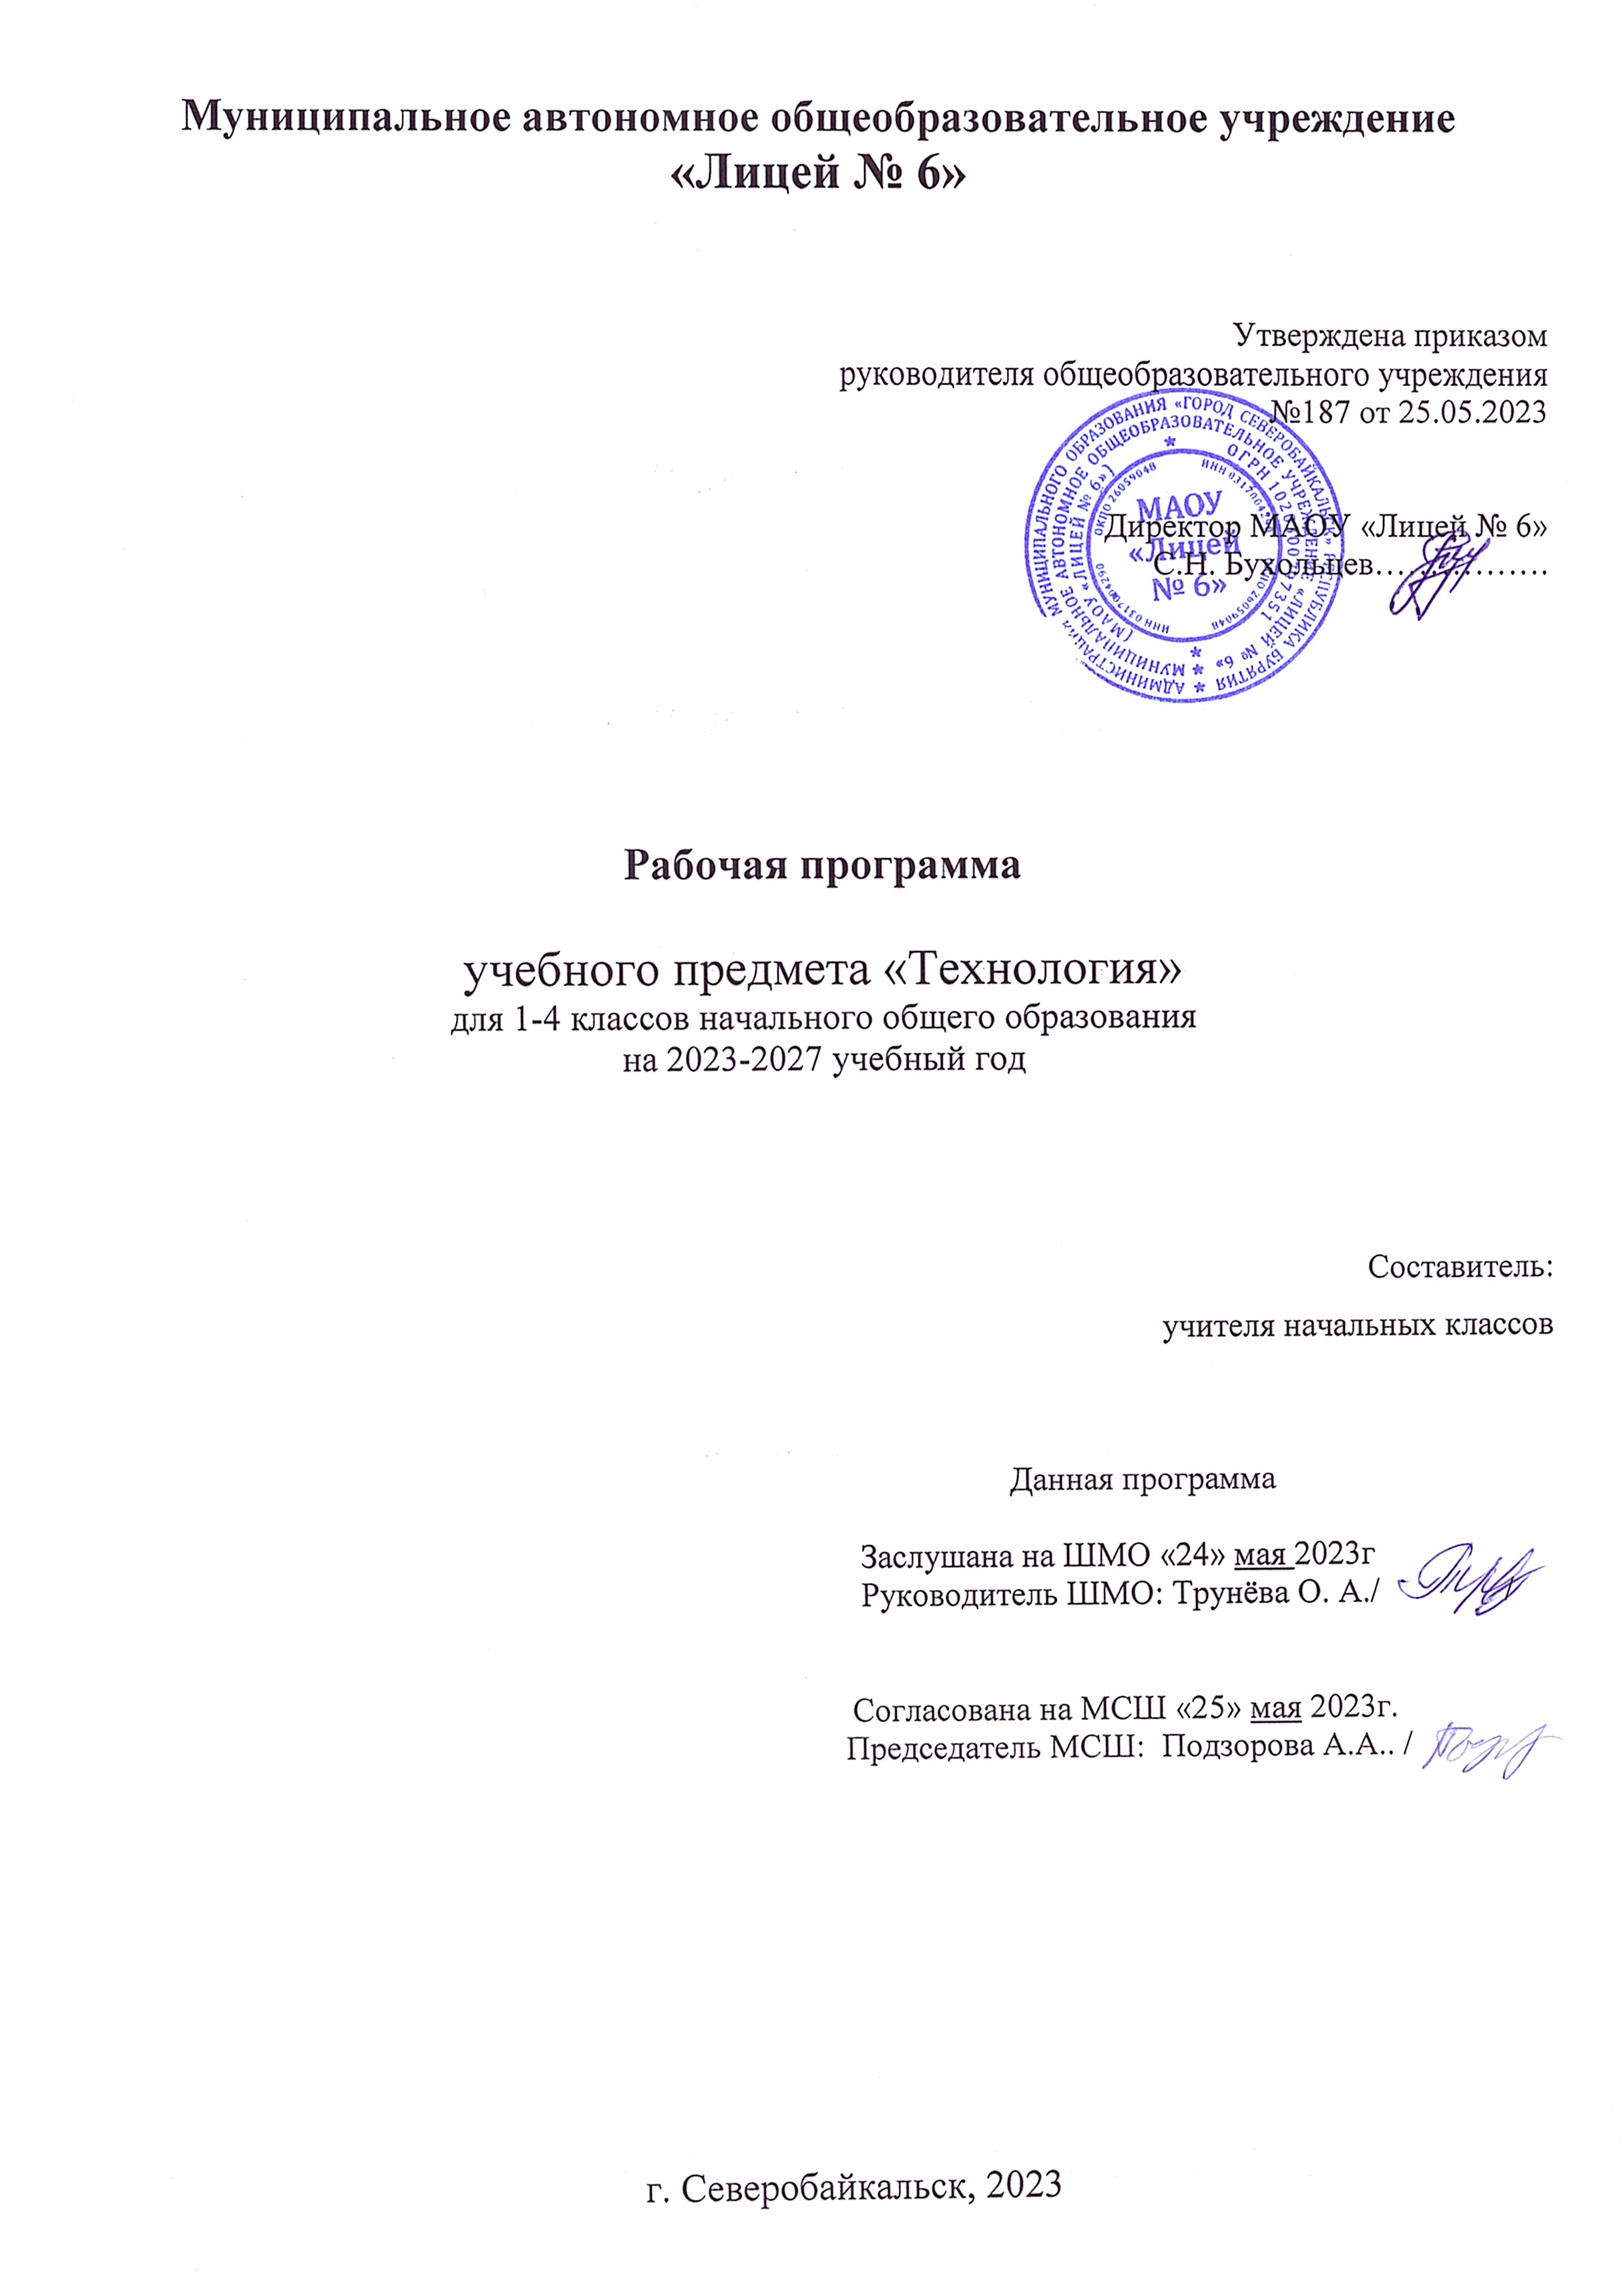 Муниципальное автономное общеобразовательное учреждение
«Лицей № 6»
Утверждена приказом
руководителя общеобразовательного учреждения
№187 от 25.05.2023
Директор МАОУ «Лицей № 6»
С.Н. Бухольцев……………
МАОУ
«Лицей
№ 6»
Рабочая программа
учебного предмета «Технология»
для 1-4 классов начального общего образования
на 2023-2027 учебный год
Составитель:
учителя начальных классов
Данная программа
Заслушана на ШМО «24» мая 2023г
Руководитель ШМО: Трунёва О. А./
Согласована на МСШ «25» мая 2023г.
Председатель МСШ: Подзорова А.А.. /
г. Северобайкальск, 2023